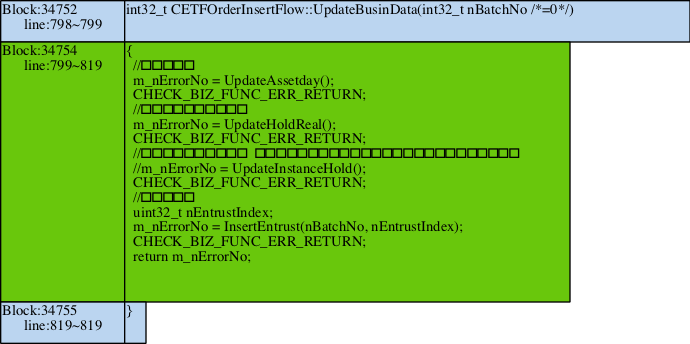 Block:34752
line:798~799
int32_t CETFOrderInsertFlow::UpdateBusinData(int32_t nBatchNo /*=0*/)
Block:34754
line:799~819
{
//
m_nErrorNo = UpdateAssetday();
CHECK_BIZ_FUNC_ERR_RETURN;
//
m_nErrorNo = UpdateHoldReal();
CHECK_BIZ_FUNC_ERR_RETURN;
//
//m_nErrorNo = UpdateInstanceHold();
CHECK_BIZ_FUNC_ERR_RETURN;
//
uint32_t nEntrustIndex;
m_nErrorNo = InsertEntrust(nBatchNo, nEntrustIndex);
CHECK_BIZ_FUNC_ERR_RETURN;
return m_nErrorNo;
Block:34755
line:819~819
}